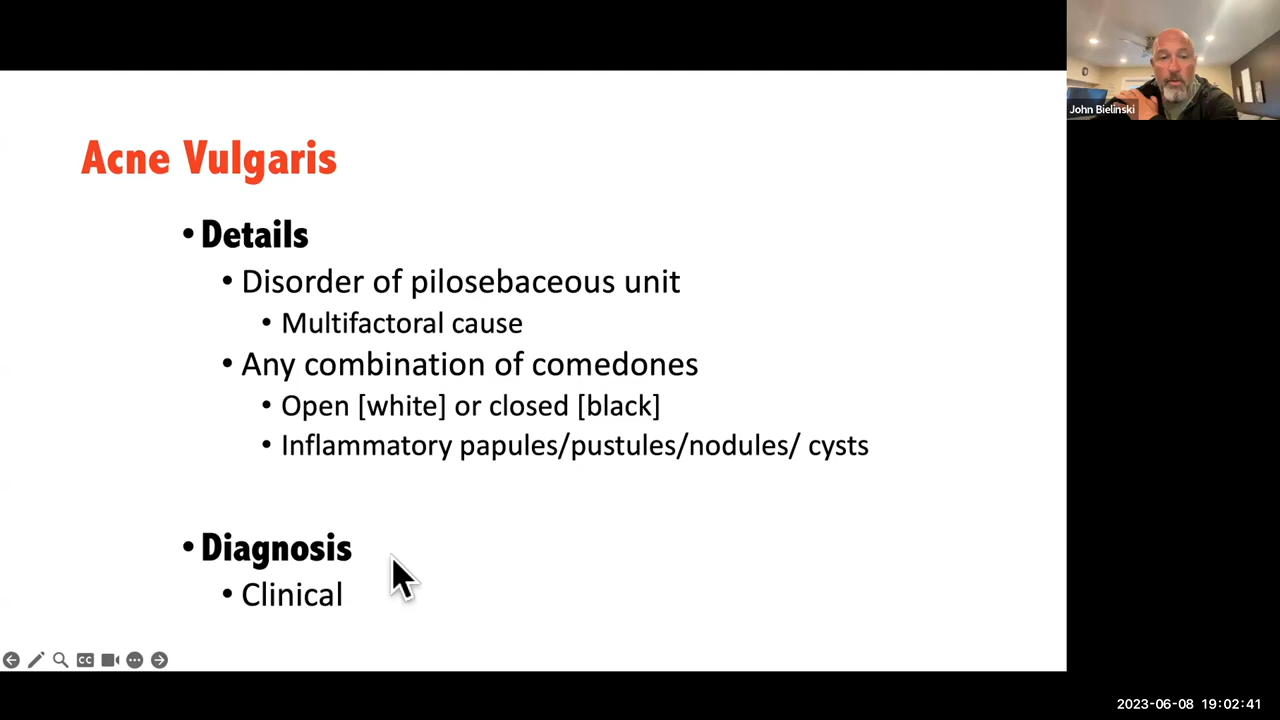 John Bielinski
Acne Vulgaris
• Details
• Disorder of pilosebaceous unit
• Multifactoral cause
• Any combination of comedones
• Open [white] or closed [black]
• Inflammatory papules/pustules/nodules/ cysts
• Diagnosis
• Clinical
CC
2023-06-08 19:02:41